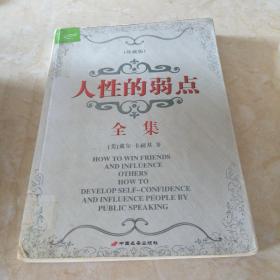 (珍藏版)
人性的弱点
全集
[美]戴尔·卡耐基 著
HOW TO WIN FRIENDS
AND INFLUENCE
OTHERS
HOW TO
DEVELOP SELF-CONFIDENCE
AND INFLUENCE PEOPLE BY
PUBLIC SPEAKING